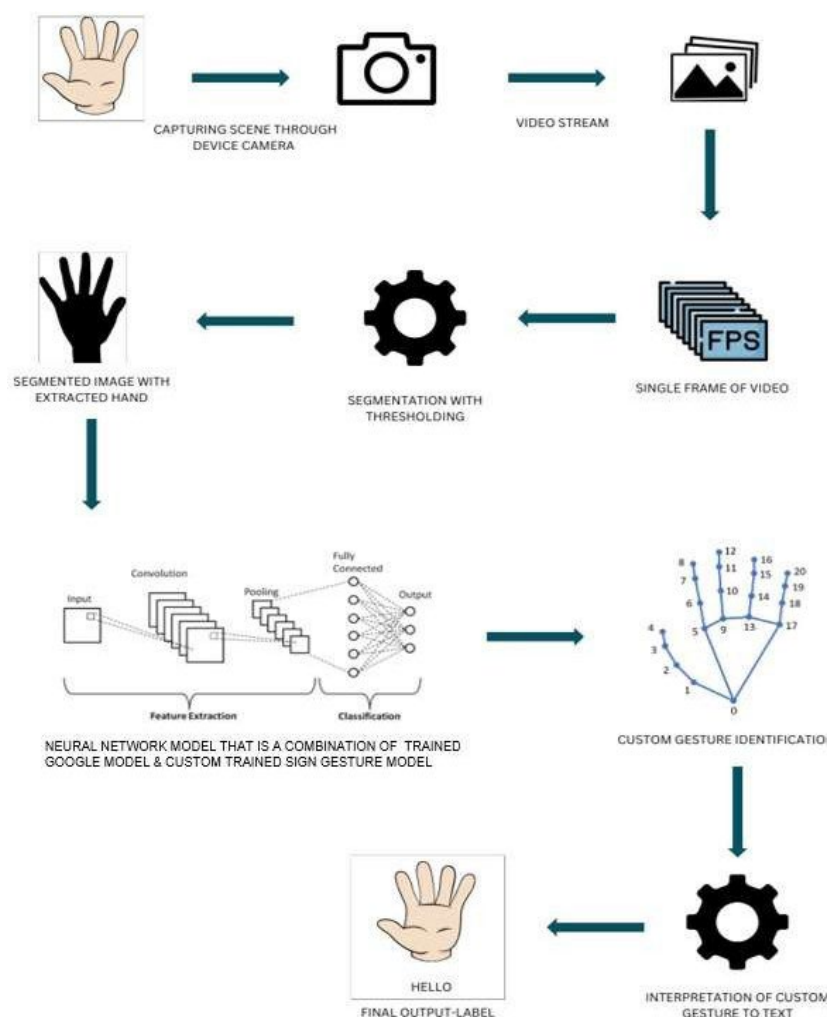 CAPTURING SCENE THROUGH
DEVICE CAMERA
VIDEO STREAM
FPS
SINGLE FRAME OF VIDEO
SEGMENTATION WITH
THRESHOLDING
SEGMENTED IMAGE WITH
EXTRACTED HAND
Input
Convolution
Pooling
Fully
Connected
Output
Feature Extraction
Classification
NEURAL NETWORK MODEL THAT IS A COMBINATION OF TRAINED
GOOGLE MODEL & CUSTOM TRAINED SIGN GESTURE MODEL
12
8
16
11
20
7
15
19
10
6
14
18
4
5
9
13
17
3
2
1
0
CUSTOM GESTURE IDENTIFICATIO
INTERPRETATION OF CUSTOM
GESTURE TO TEXT
HELLO
FINAL OUTPUT-LABEL